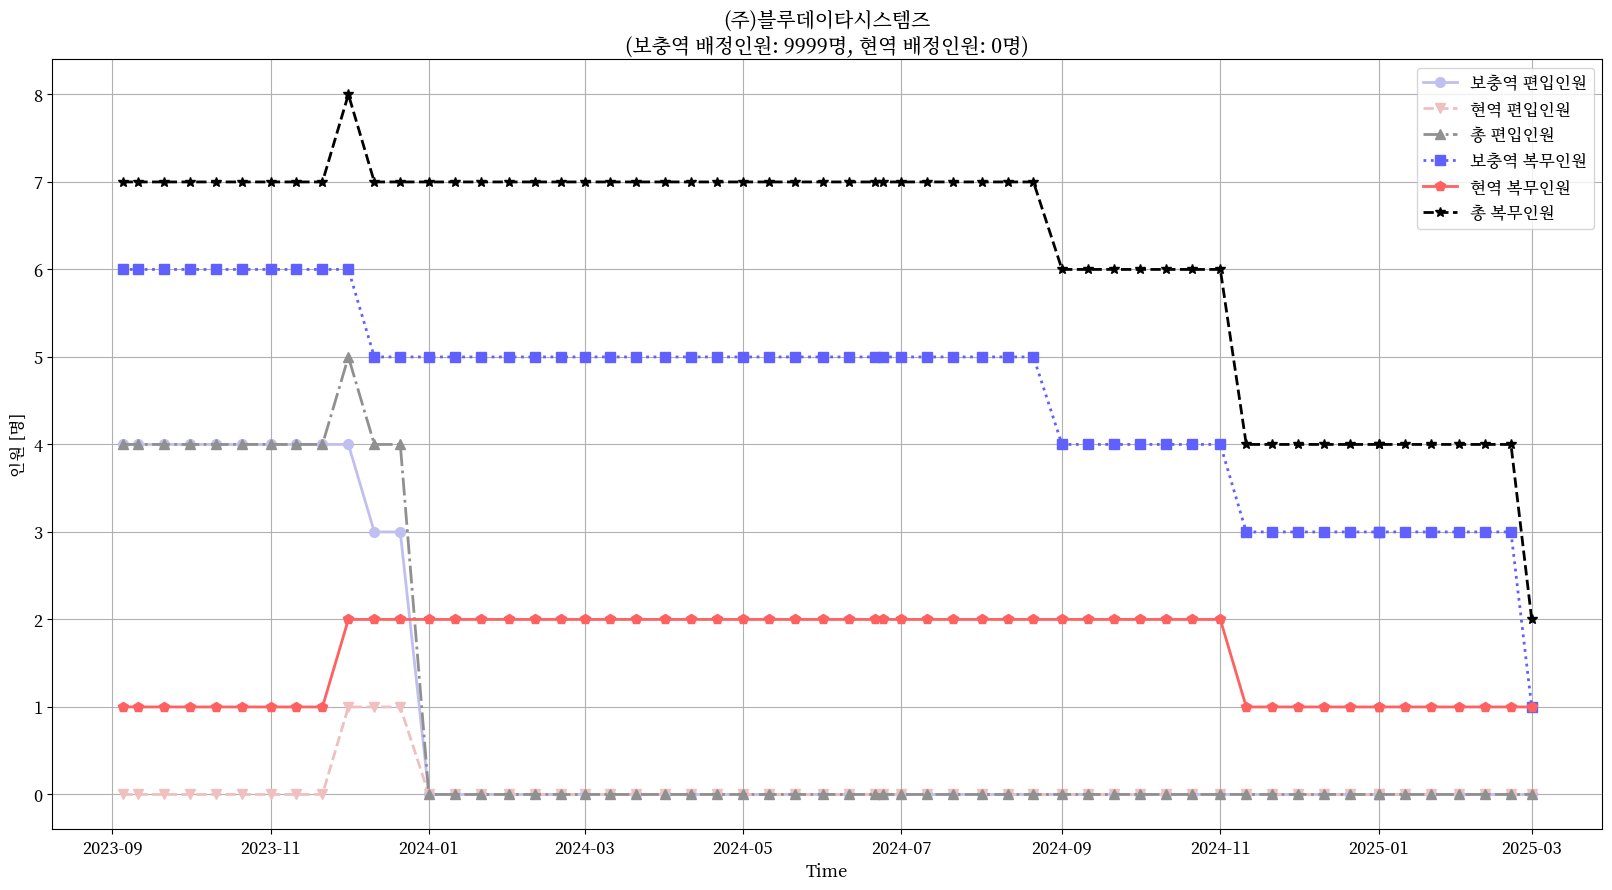 (주)블루데이타시스템즈
(보충역 배정인원: 9999명, 현역 배정인원: 0명)
보충역 편입인원
현역 편입인원
총 편입인원
보충역 복무인원
현역 복무인원
총 복무인원
인원 [명]
8
7
6
5
4
3
2
1
0
2023-09
2023-11
2024-01
2024-03
2024-05
2024-07
2024-09
2024-11
2025-01
2025-03
Time